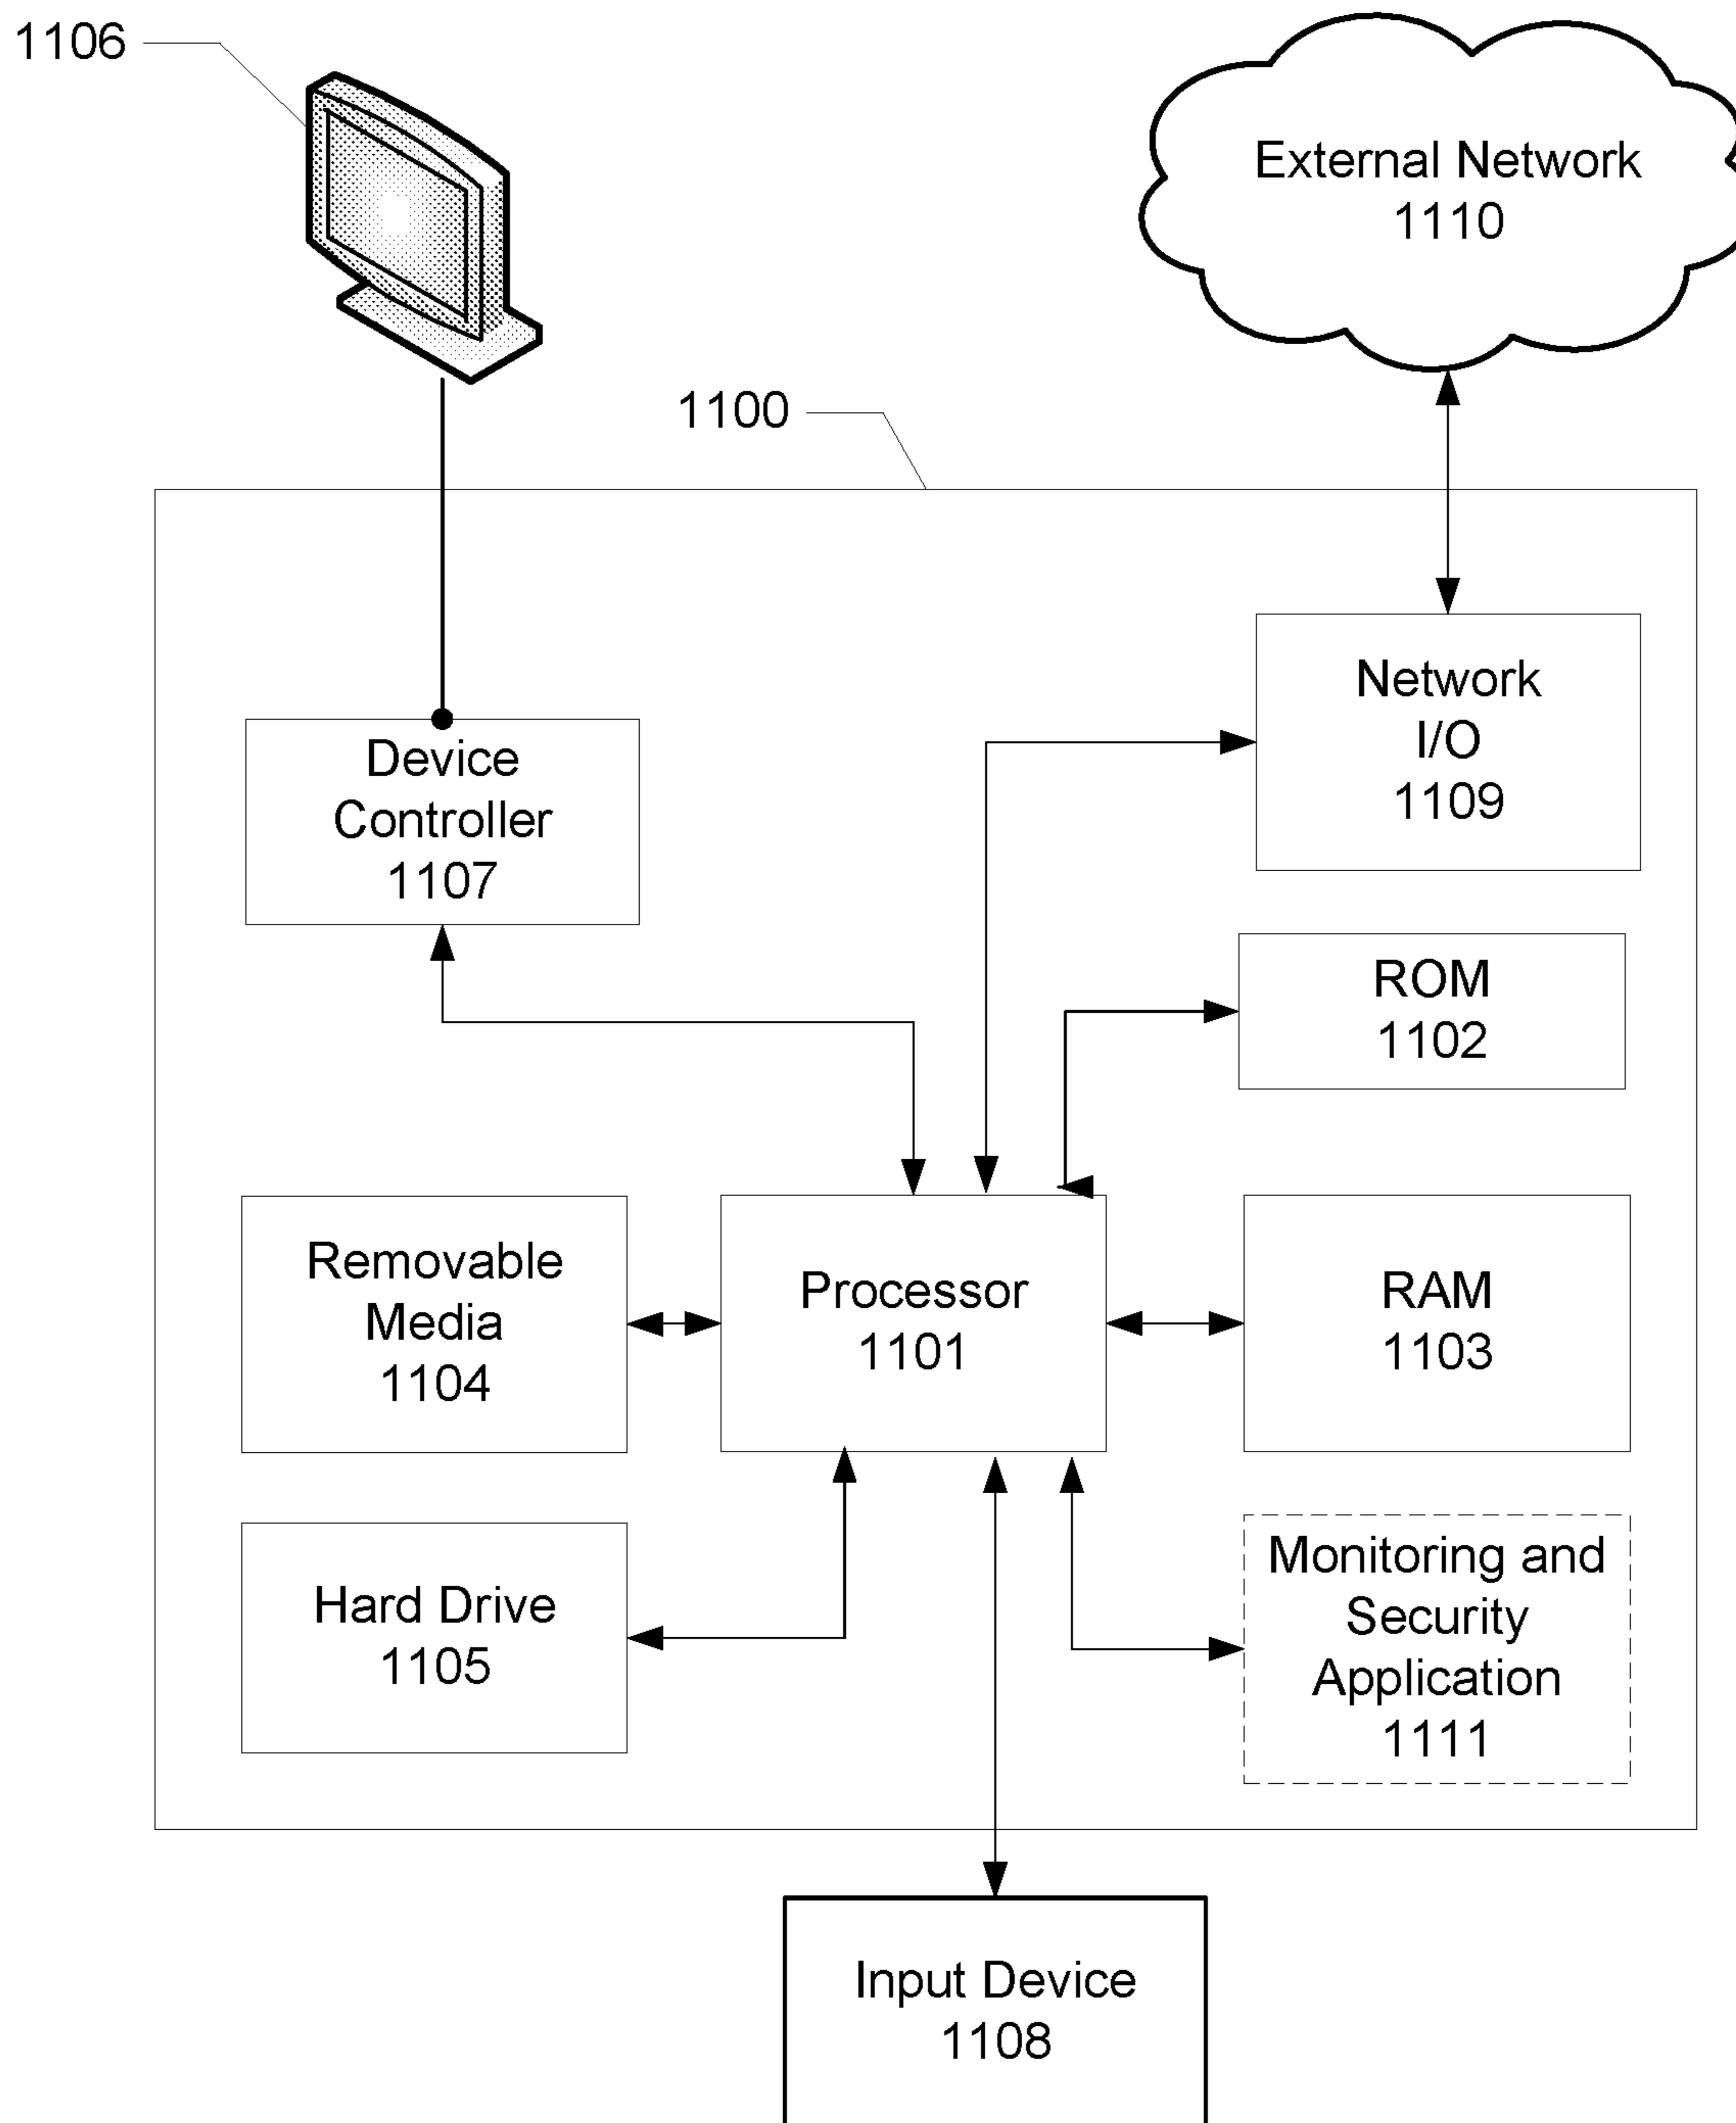 1106
External Network
1110
1100
Network
I/O
1109
Device
Controller
1107
ROM
1102
Removable
Media
1104
Processor
1101
RAM
1103
Hard Drive
1105
Monitoring and
Security
Application
1111
Input Device
1108